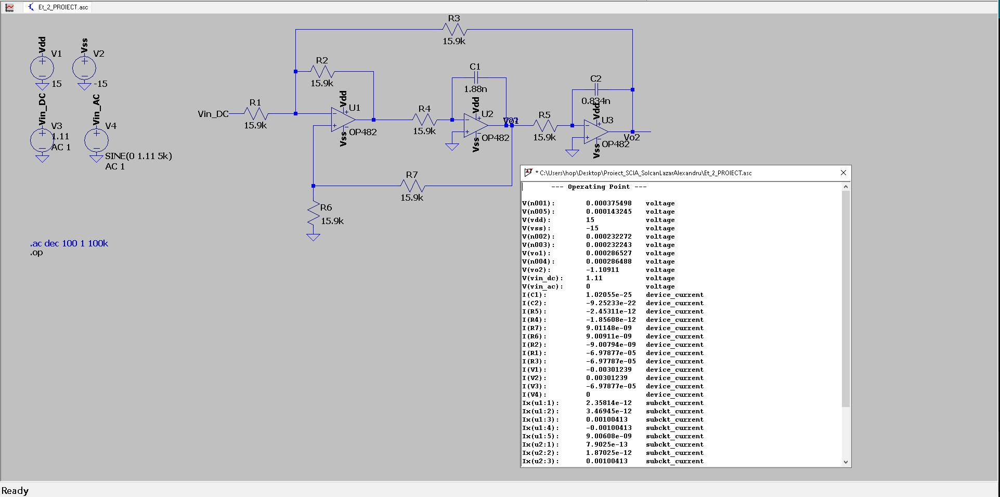 Et_2_PROIECT.asc
R3
15.9k
Vdd
V1
15
Vss
V2
-15
Vin_DC
V3
1.11
AC 1
Vin_AC
V4
SINE(0 1.11 5k)
AC 1
Vin_DC
R1
15.9k
R2
15.9k
Vdd
U1
OP482
Vss
R4
15.9k
C1
1.88n
Vdd
U2
OP482
Vss
Vo1
R5
15.9k
C2
0.834n
Vdd
U3
OP482
Vss
Vo2
R7
15.9k
R6
15.9k
.ac dec 100 1 100k
.op
* C:\Users\hop\Desktop\Proiect_SCIA_SolcanLazarAlexandru\Et_2_PROIECT.asc
--- Operating Point ---
V(n001): 0.000375498 voltage
V(n005): 0.000143245 voltage
V(vdd): 15 voltage
V(vss): -15 voltage
V(n002): 0.000232272 voltage
V(n003): 0.000232243 voltage
V(vo1): 0.000286527 voltage
V(n004): 0.000286488 voltage
V(vo2): -1.10911 voltage
V(vin_dc): 1.11 voltage
V(vin_ac): 0 voltage
I(C1): 1.02055e-25 device_current
I(C2): -9.25233e-22 device_current
I(R5): -2.45311e-12 device_current
I(R4): -1.85608e-12 device_current
I(R7): 9.01148e-09 device_current
I(R6): 9.00911e-09 device_current
I(R2): -9.00794e-09 device_current
I(R1): -6.97877e-05 device_current
I(R3): -6.97787e-05 device_current
I(V1): -0.00301239 device_current
I(V2): 0.00301239 device_current
I(V3): -6.97877e-05 device_current
I(V4): 0 device_current
Ix(u1:1): 2.35814e-12 subckt_current
Ix(u1:2): 3.46945e-12 subckt_current
Ix(u1:3): 0.00100413 subckt_current
Ix(u1:4): -0.00100413 subckt_current
Ix(u1:5): 9.00608e-09 subckt_current
Ix(u2:1): 7.9025e-13 subckt_current
Ix(u2:2): 1.87025e-12 subckt_current
Ix(u2:3): 0.00100413 subckt_current
Ready